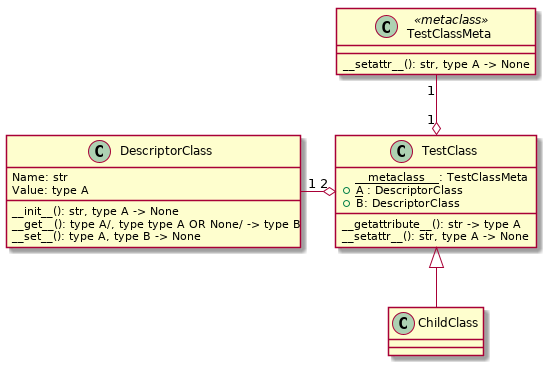 C «metaclass»
TestClassMeta
__setattr__(): str, type A -> None
1
1
C DescriptorClass
Name: str
Value: type A
__init__(): str, type A -> None
__get__(): type A/, type type A OR None/ -> type B
__set__(): type A, type B -> None
1 2
C TestClass
__metaclass__: TestClassMeta
A : DescriptorClass
B: DescriptorClass
__getattribute__(): str -> type A
__setattr__(): str, type A -> None
C ChildClass